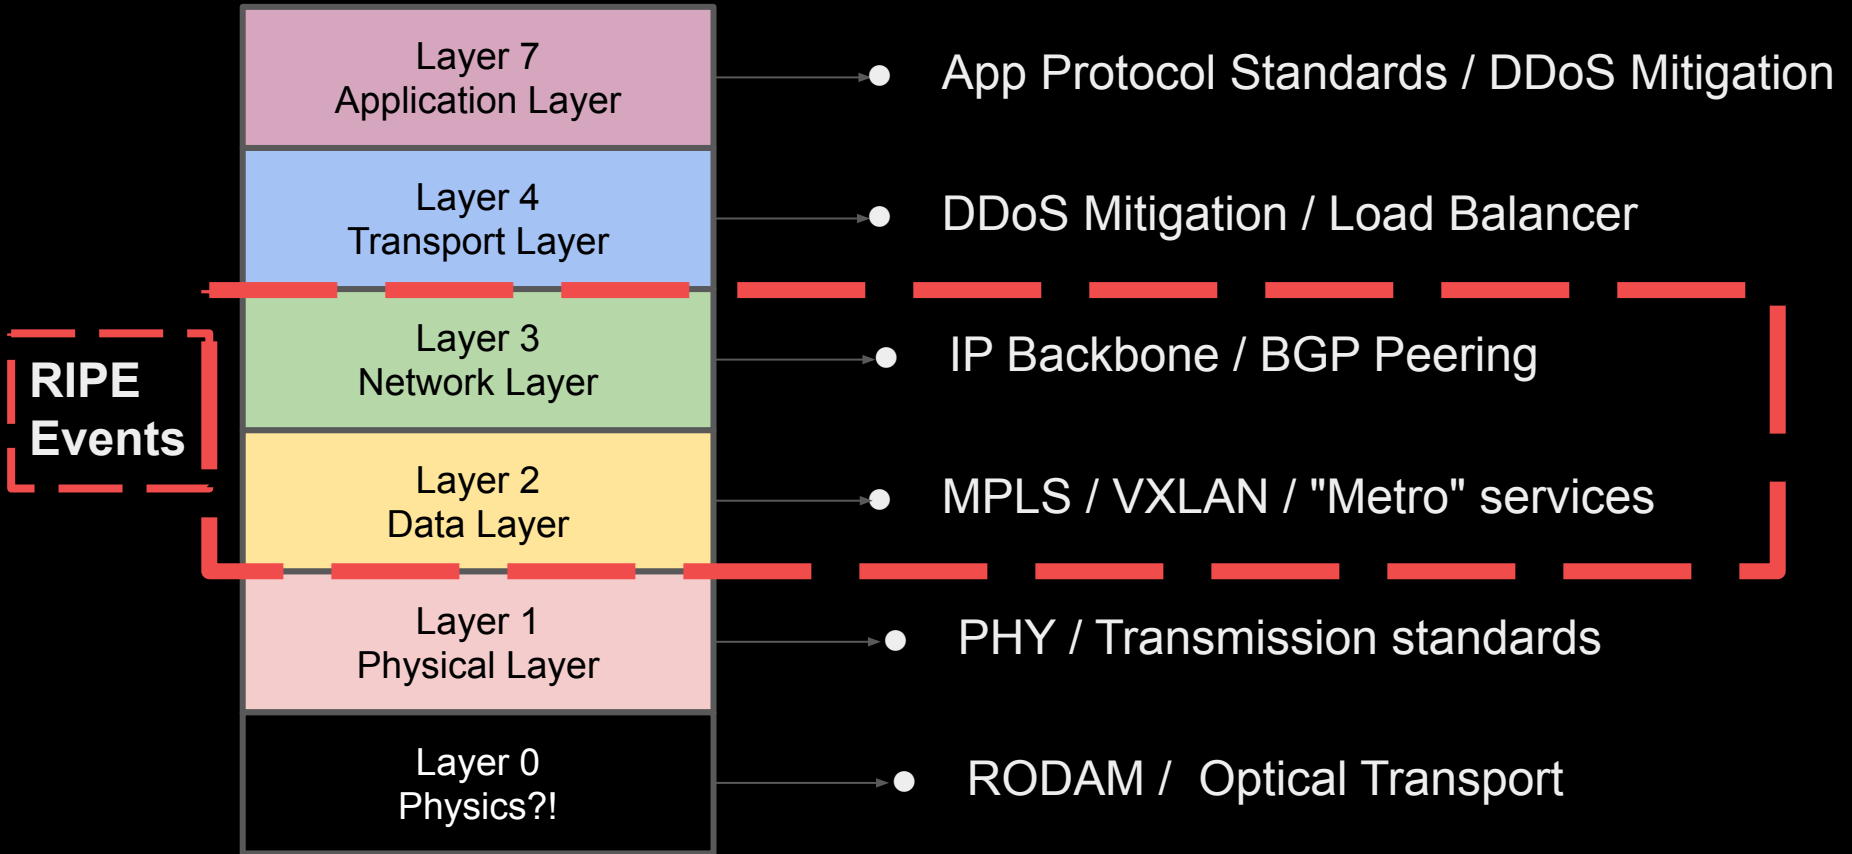 Layer 7
Application Layer
App Protocol Standards / DDoS Mitigation
Layer 4
Transport Layer
DDoS Mitigation / Load Balancer
RIPE
Events
Layer 3
Network Layer
IP Backbone / BGP Peering
Layer 2
Data Layer
MPLS / VXLAN / "Metro" services
Layer 1
Physical Layer
PHY / Transmission standards
Layer 0
Physics?!
RODAM /  Optical Transport